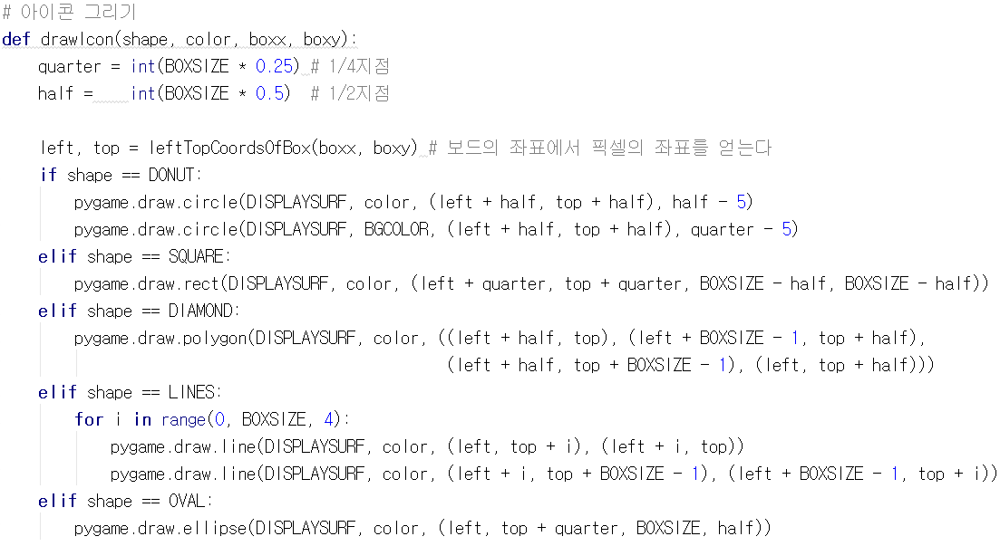 # 아이콘 그리기
def drawIcon(shape, color, boxx, boxy):
    quarter = int(BOXSIZE * 0.25) # 1/4지점
    half =    int(BOXSIZE * 0.5)  # 1/2지점

    left, top = leftTopCoordsOfBox(boxx, boxy) # 보드의 좌표에서 픽셀의 좌표를 얻는다
    if shape == DONUT:
        pygame.draw.circle(DISPLAYSURF, color, (left + half, top + half), half - 5)
        pygame.draw.circle(DISPLAYSURF, BGCOLOR, (left + half, top + half), quarter - 5)
    elif shape == SQUARE:
        pygame.draw.rect(DISPLAYSURF, color, (left + quarter, top + quarter, BOXSIZE - half, BOXSIZE - half))
    elif shape == DIAMOND:
        pygame.draw.polygon(DISPLAYSURF, color, ((left + half, top), (left + BOXSIZE - 1, top + half),
                                                 (left + half, top + BOXSIZE - 1), (left, top + half)))
    elif shape == LINES:
        for i in range(0, BOXSIZE, 4):
            pygame.draw.line(DISPLAYSURF, color, (left, top + i), (left + i, top))
            pygame.draw.line(DISPLAYSURF, color, (left + i, top + BOXSIZE - 1), (left + BOXSIZE - 1, top + i))
    elif shape == OVAL:
        pygame.draw.ellipse(DISPLAYSURF, color, (left, top + quarter, BOXSIZE, half))